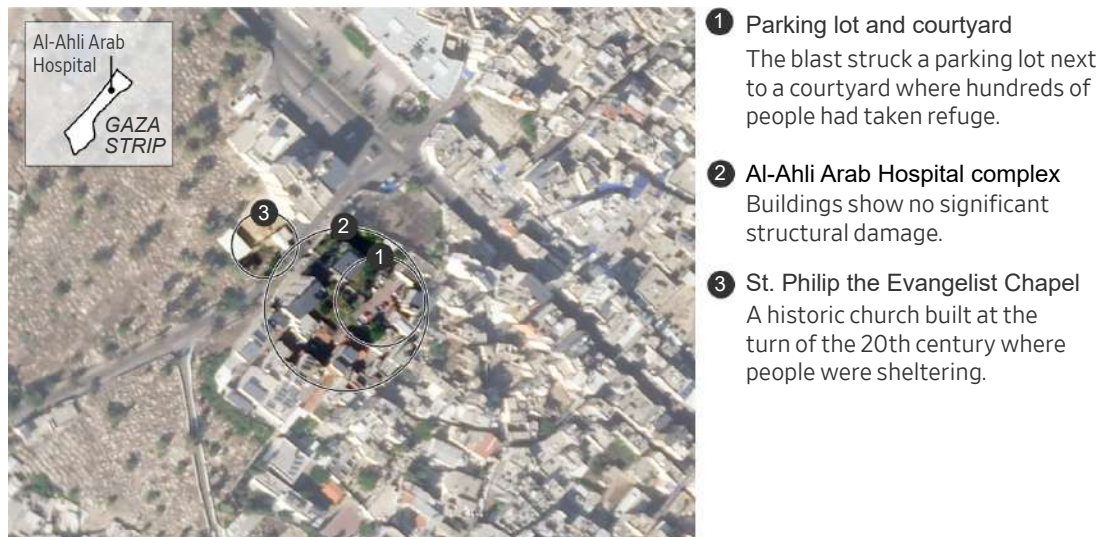 Al-Ahli Arab
Hospital
GAZA
STRIP
3
2
1
1 Parking lot and courtyard
The blast struck a parking lot next
to a courtyard where hundreds of
people had taken refuge.
2 Al-Ahli Arab Hospital complex
Buildings show no significant
structural damage.
3 St. Philip the Evangelist Chapel
A historic church built at the
turn of the 20th century where
people were sheltering.